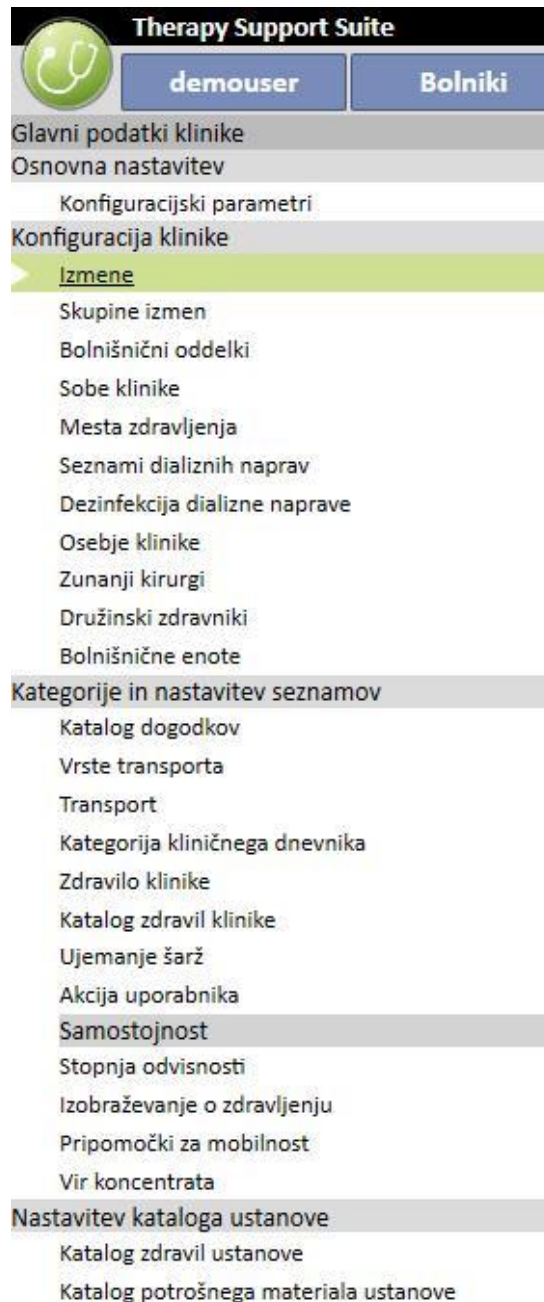 Therapy Support Suite
demouser Bolniki
Glavni podatki klinike
Osnovna nastavitev
Konfiguracijski parametri
Konfiguracija klinike
Izmene
Skupine izmen
Bolnišnični oddelki
Sobe klinike
Mesta zdravljenja
Seznami dializnih naprav
Dezinfekcija dializne naprave
Osebje klinike
Zunanji kirurgi
Družinski zdravniki
Bolnišnične enote
Kategorije in nastavitev seznamov
Katalog dogodkov
Vrste transporta
Transport
Kategorija kliničnega dnevnika
Zdravilo klinike
Katalog zdravil klinike
Ujemanje šarž
Akcija uporabnika
Samostojnost
Stopnja odvisnosti
Izobraževanje o zdravljenju
Pripomočki za mobilnost
Vir koncentrata
Nastavitev kataloga ustanove
Katalog zdravil ustanove
Katalog potrošnega materiala ustanove